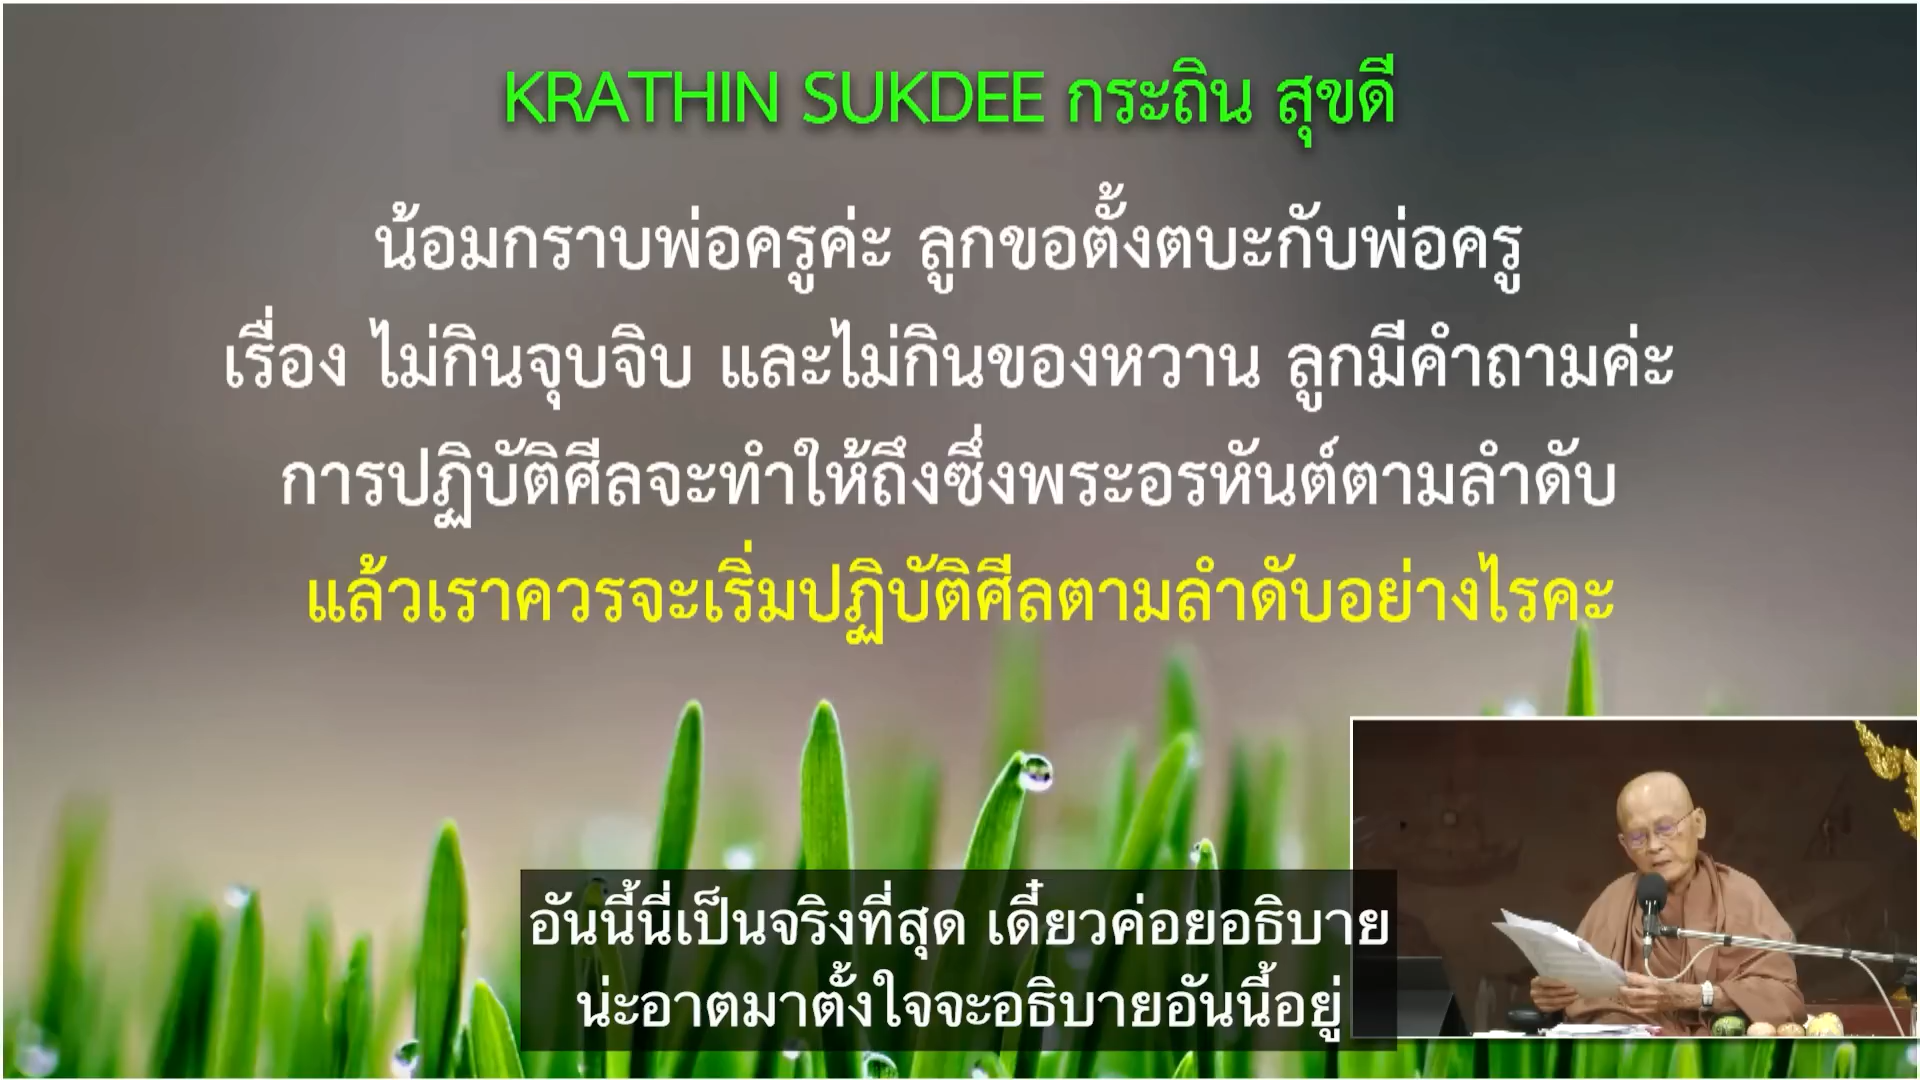 KRATHIN SUKDEE กระถิน สุขดี
น้อมกราบพ่อครูค่ะ ลูกขอตั้งตบะกับพ่อครู
เรื่อง ไม่กินจุบจิบ และไม่กินของหวาน ลูกมีคำถามค่ะ
การปฏิบัติศีลจะทำให้ถึงซึ่งพระอรหันต์ตามลำดับ
แล้วเราควรจะเริ่มปฏิบัติศีลตามลำดับอย่างไรคะ
อันนี้นี่เป็นจริงที่สุด เดี๋ยวค่อยอธิบาย
น่ะอาตมาตั้งใจจะอธิบายอันนี้อยู่